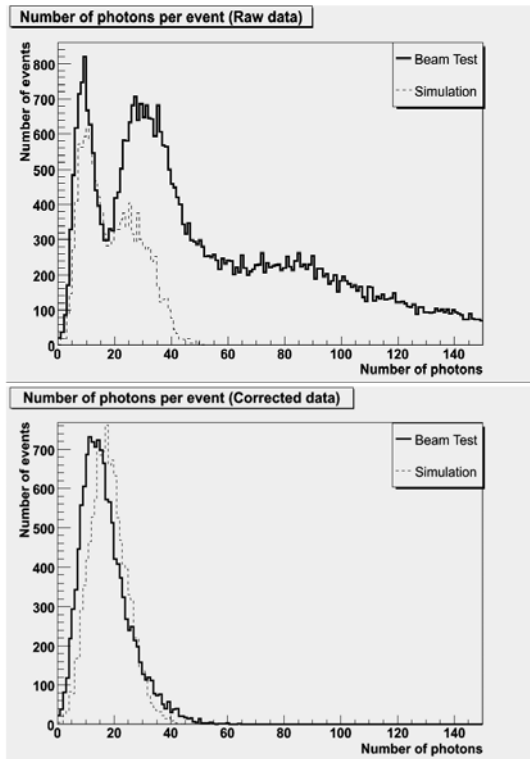 Number of photons per event (Raw data)
Number of events
800
700
600
500
400
300
200
100
0
Beam Test
Simulation
0 20 40 60 80 100 120 140
Number of photons
Number of photons per event (Corrected data)
Number of events
700
600
500
400
300
200
100
0
Beam Test
Simulation
0 20 40 60 80 100 120 140
Number of photons